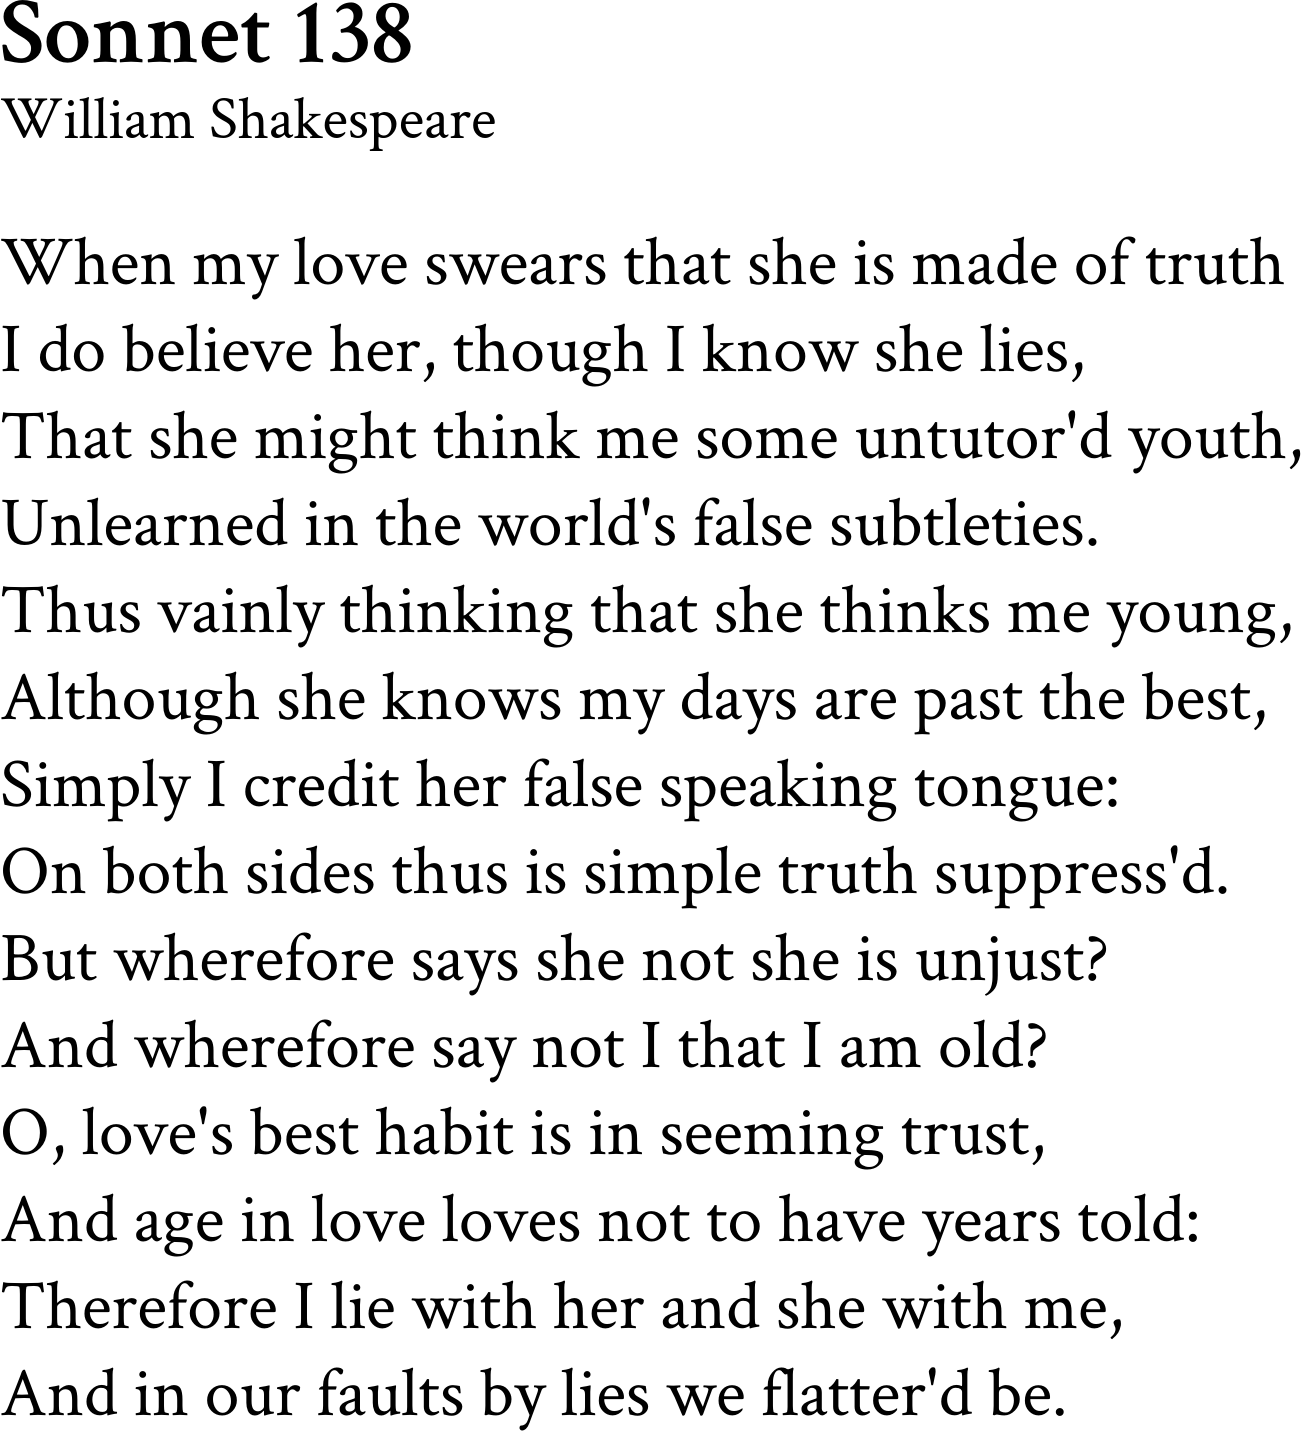 Sonnet 138
William Shakespeare
When my love swears that she is made of truth
I do believe her, though I know she lies,
That she might think me some untutor'd youth,
Unlearned in the world's false subtleties.
Thus vainly thinking that she thinks me young,
Although she knows my days are past the best,
Simply I credit her false speaking tongue:
On both sides thus is simple truth suppress'd.
But wherefore says she not she is unjust?
And wherefore say not I that I am old?
O, love's best habit is in seeming trust,
And age in love loves not to have years told:
Therefore I lie with her and she with me,
And in our faults by lies we flatter'd be.